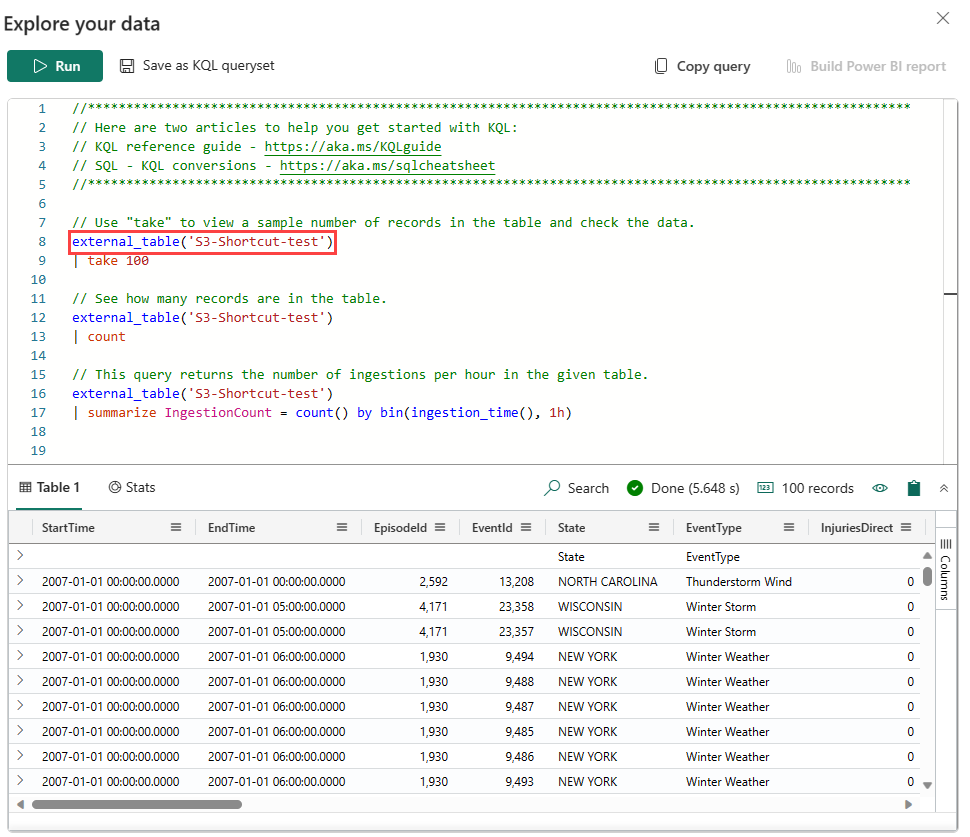 Explore your data
Run
Save as KQL queryset
Copy query
Build Power BI report
1 //***********************************************************************************************************
2 // Here are two articles to help you get started with KQL:
3 // KQL reference guide - https://aka.ms/KQLguide
4 // SQL - KQL conversions - https://aka.ms/sqlcheatsheet
5 //***********************************************************************************************************
6
7 // Use "take" to view a sample number of records in the table and check the data.
8 external_table('S3-Shortcut-test')
9 | take 100
10
11 // See how many records are in the table.
12 external_table('S3-Shortcut-test')
13 | count
14
15 // This query returns the number of ingestions per hour in the given table.
16 external_table('S3-Shortcut-test')
17 | summarize IngestionCount = count() by bin(ingestion_time(), 1h)
18
19
Table 1 Stats Search Done (5.648 s) 123 100 records
StartTime EndTime EpisodeId EventId State EventType InjuriesDirect
State EventType
2007-01-01 00:00:00.0000 2007-01-01 00:00:00.0000 2,592 13,208 NORTH CAROLINA Thunderstorm Wind 0
2007-01-01 00:00:00.0000 2007-01-01 05:00:00.0000 4,171 23,358 WISCONSIN Winter Storm 0
2007-01-01 00:00:00.0000 2007-01-01 05:00:00.0000 4,171 23,357 WISCONSIN Winter Storm 0
2007-01-01 00:00:00.0000 2007-01-01 06:00:00.0000 1,930 9,494 NEW YORK Winter Weather 0
2007-01-01 00:00:00.0000 2007-01-01 06:00:00.0000 1,930 9,488 NEW YORK Winter Weather 0
2007-01-01 00:00:00.0000 2007-01-01 06:00:00.0000 1,930 9,487 NEW YORK Winter Weather 0
2007-01-01 00:00:00.0000 2007-01-01 06:00:00.0000 1,930 9,485 NEW YORK Winter Weather 0
2007-01-01 00:00:00.0000 2007-01-01 06:00:00.0000 1,930 9,486 NEW YORK Winter Weather 0
2007-01-01 00:00:00.0000 2007-01-01 06:00:00.0000 1,930 9,493 NEW YORK Winter Weather 0
Columns